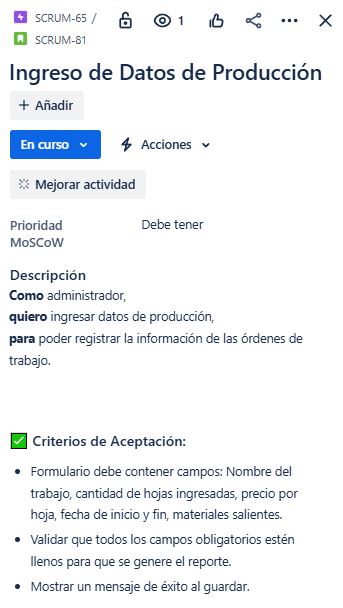 SCRUM-65 /
1
SCRUM-81
Ingreso de Datos de Producción
+ Añadir
En curso
Acciones
Mejorar actividad
Prioridad Debe tener
MoSCoW
Descripción
Como administrador,
quiero ingresar datos de producción,
para poder registrar la información de las órdenes de
trabajo.
Criterios de Aceptación:
• Formulario debe contener campos: Nombre del
trabajo, cantidad de hojas ingresadas, precio por
hoja, fecha de inicio y fin, materiales salientes.
• Validar que todos los campos obligatorios estén
llenos para que se genere el reporte.
• Mostrar un mensaje de éxito al guardar.